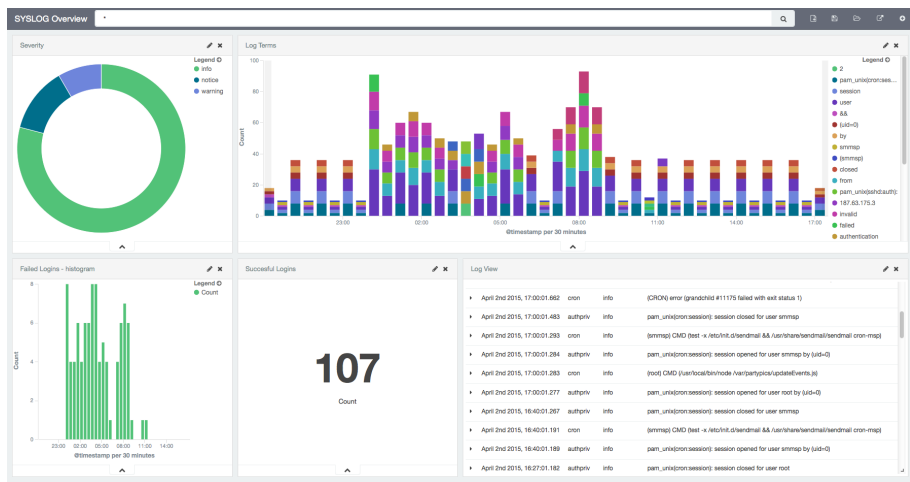 SYSLOG Overview
*
Severity
Legend
info
notice
warning
Log Terms
Legend
2
pam_unix(cron:ses...
session
user
&&
(uid=0)
by
smmsp
(smmsp)
closed
from
pam_unix(sshd:auth):
187.63.175.3
invalid
failed
authentication
Count
100
80
60
40
20
0
23:00 02:00 05:00 08:00 11:00 14:00 17:00
@timestamp per 30 minutes
Failed Logins - histogram
Legend
Count
Count
8
6
4
2
0
23:00 02:00 05:00 08:00 11:00 14:00
@timestamp per 30 minutes
Succesful Logins
107
Count
Log View
April 2nd 2015, 17:00:01.662 cron info (CRON) error (grandchild #11175 failed with exit status 1)
April 2nd 2015, 17:00:01.483 authpriv info pam_unix(cron:session): session closed for user smmsp
April 2nd 2015, 17:00:01.293 cron info (smmsp) CMD (test -x /etc/init.d/sendmail && /usr/share/sendmail/sendmail cron-msp)
April 2nd 2015, 17:00:01.284 authpriv info pam_unix(cron:session): session opened for user smmsp by (uid=0)
April 2nd 2015, 17:00:01.283 cron info (root) CMD (/usr/local/bin/node /var/partypics/updateEvents.js)
April 2nd 2015, 17:00:01.277 authpriv info pam_unix(cron:session): session opened for user root by (uid=0)
April 2nd 2015, 16:40:01.267 authpriv info pam_unix(cron:session): session closed for user smmsp
April 2nd 2015, 16:40:01.191 cron info (smmsp) CMD (test -x /etc/init.d/sendmail && /usr/share/sendmail/sendmail cron-msp)
April 2nd 2015, 16:40:01.189 authpriv info pam_unix(cron:session): session opened for user smmsp by (uid=0)
April 2nd 2015, 16:27:01.182 authpriv info pam_unix(cron:session): session closed for user root